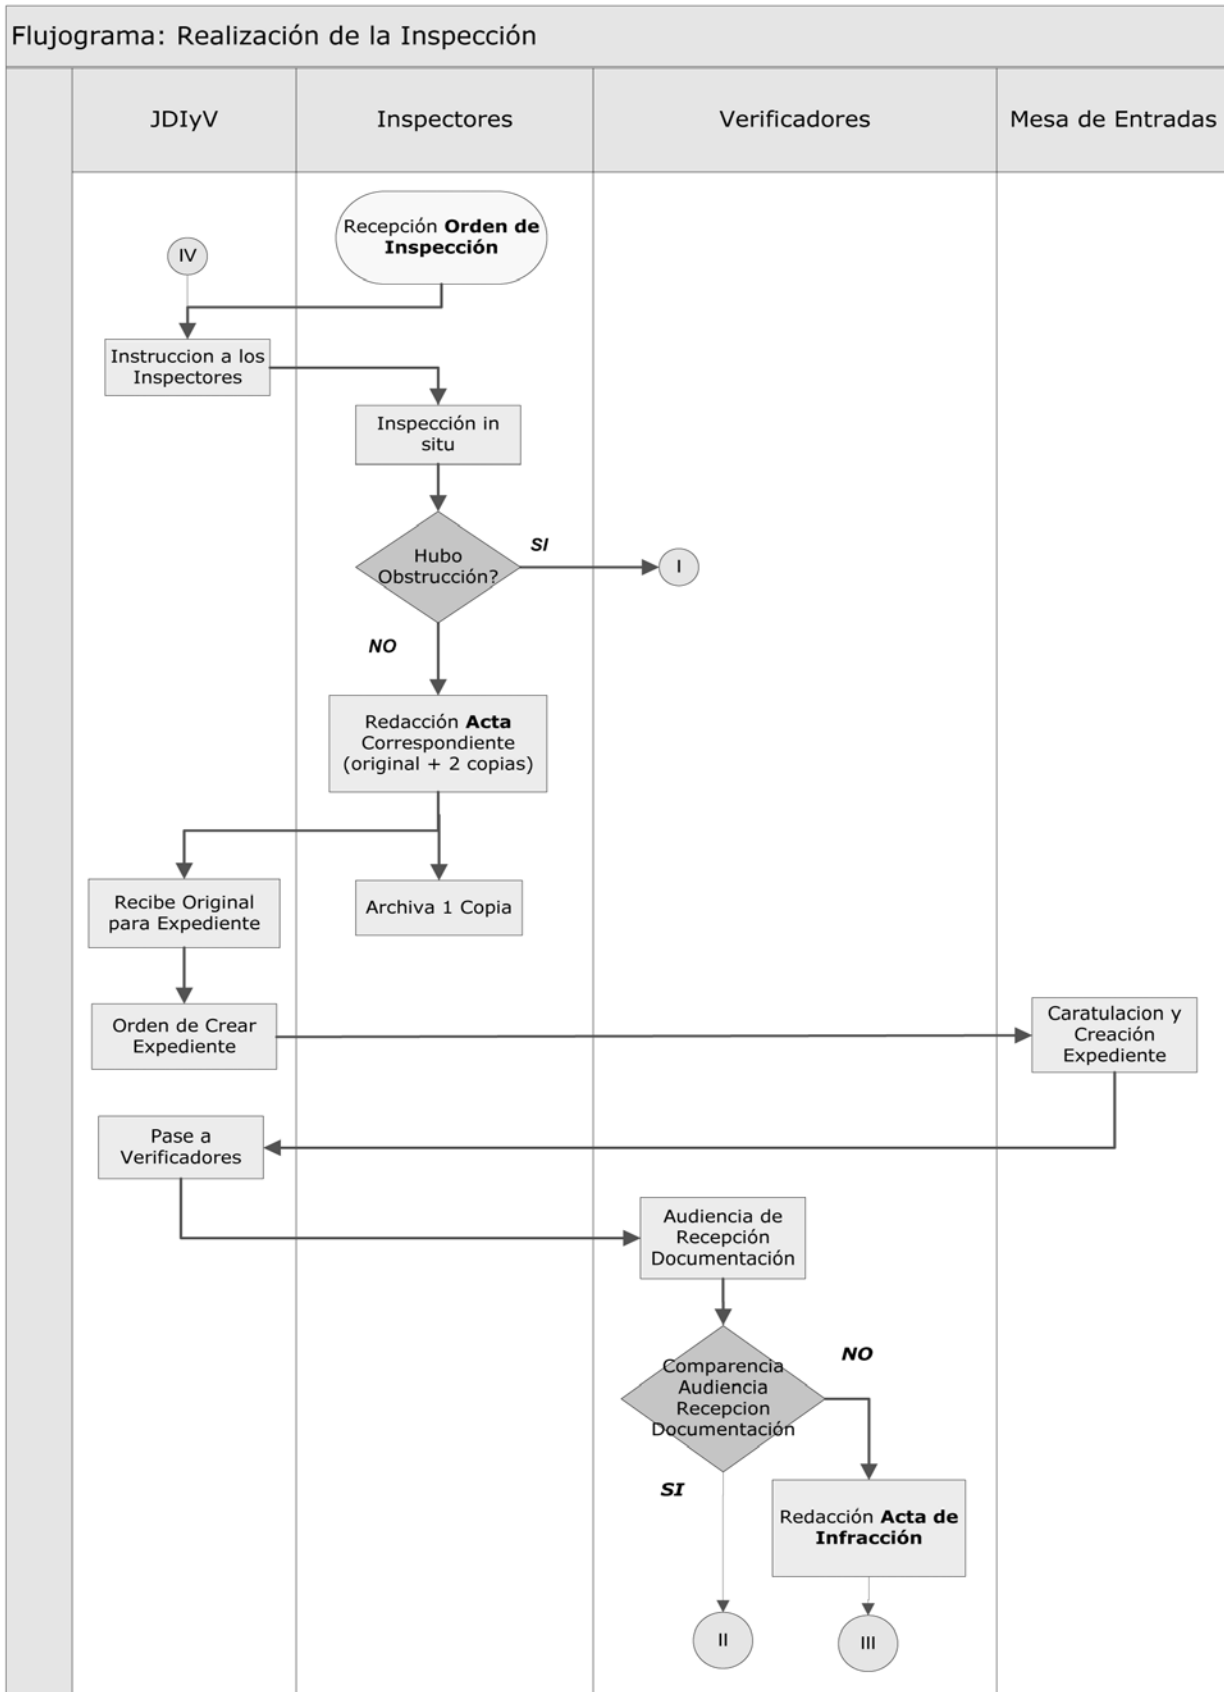 Flujograma: Realización de la Inspección
JDIyV
Inspectores
Verificadores
Mesa de Entradas
Recepción Orden de
Inspección
IV
Instruccion a los
Inspectores
Inspección in
situ
Hubo
Obstrucción?
SI
I
NO
Redacción Acta
Correspondiente
(original + 2 copias)
Recibe Original
para Expediente
Archiva 1 Copia
Orden de Crear
Expediente
Caratulacion y
Creación
Expediente
Pase a
Verificadores
Audiencia de
Recepción
Documentación
Comparencia
Audiencia
Recepcion
Documentación
NO
SI
Redacción Acta de
Infracción
II
III